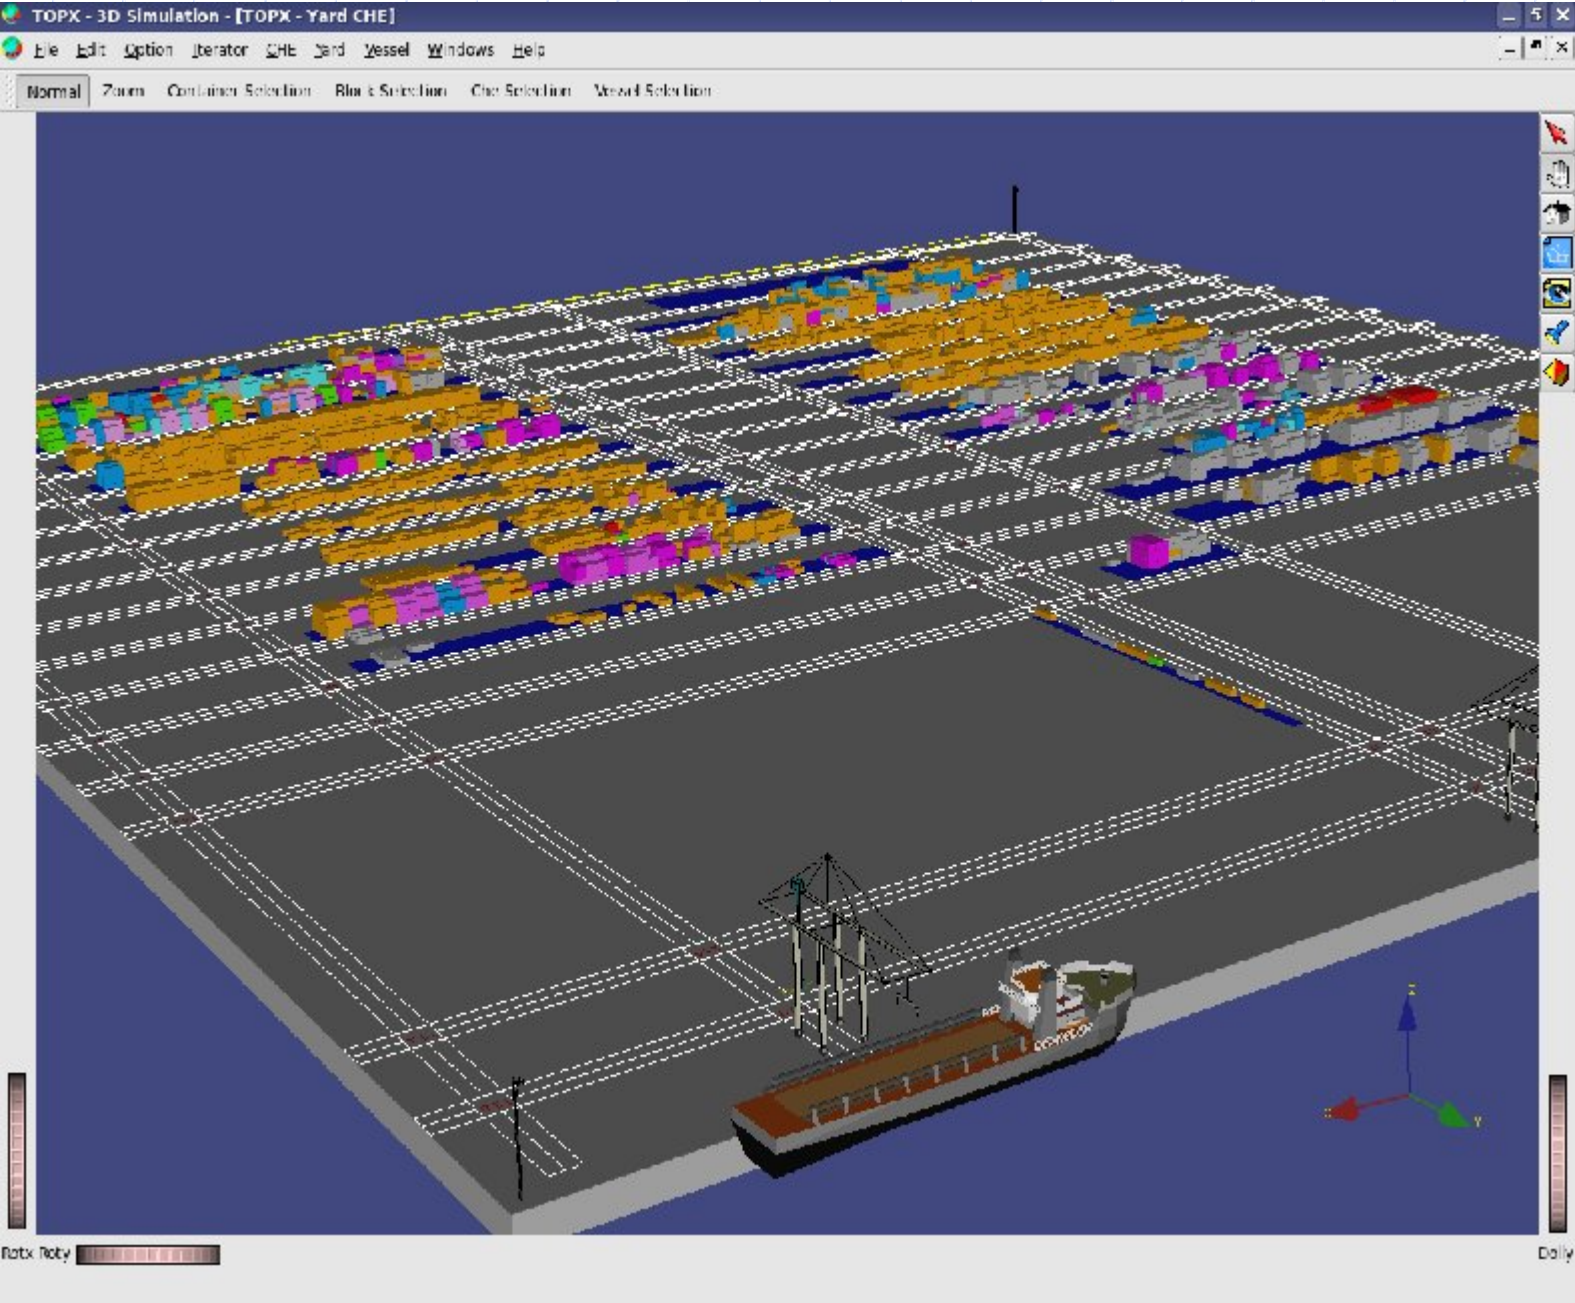 TOPX - 3D Simulation - [TOPX - Yard CHE]
File Edit Option Iterator CHE Yard Vessel Windows Help
Normal Zoom Container Selection Block Selection Che Selection Vessel Selection
Z
X
Y
Rotx Roty
Dolly